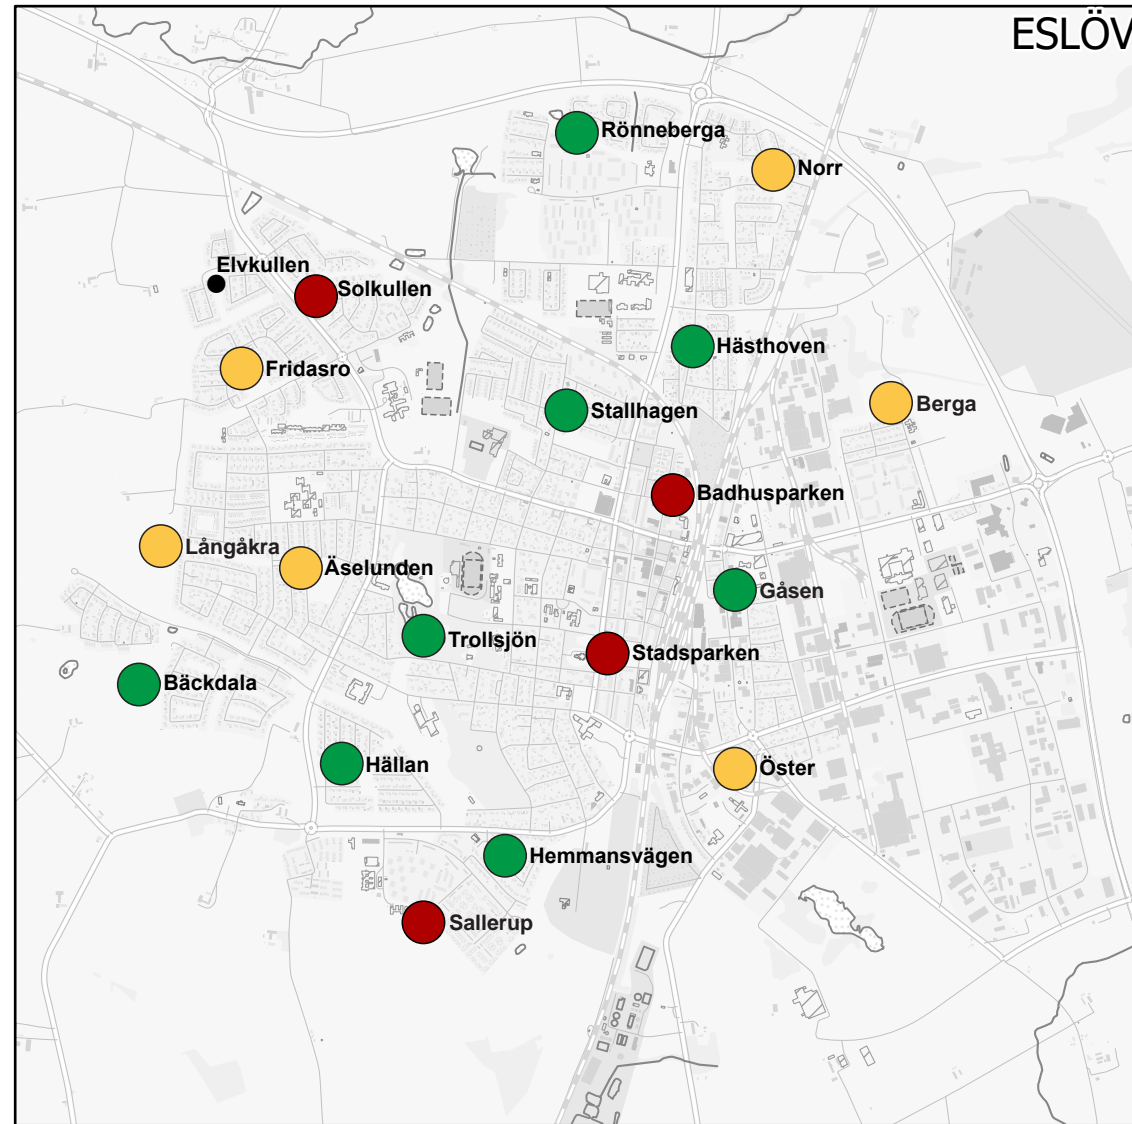 ESLÖV
Rönneberga
Norr
Elvkullen
Solkullen
Hästhoven
Fridasro
Stallhagen
Berga
Badhusparken
Långåkra
Äselunden
Gåsen
Trollsjön
Stadsparken
Bäckdala
Hällan
Öster
Hemmansvägen
Sallerup